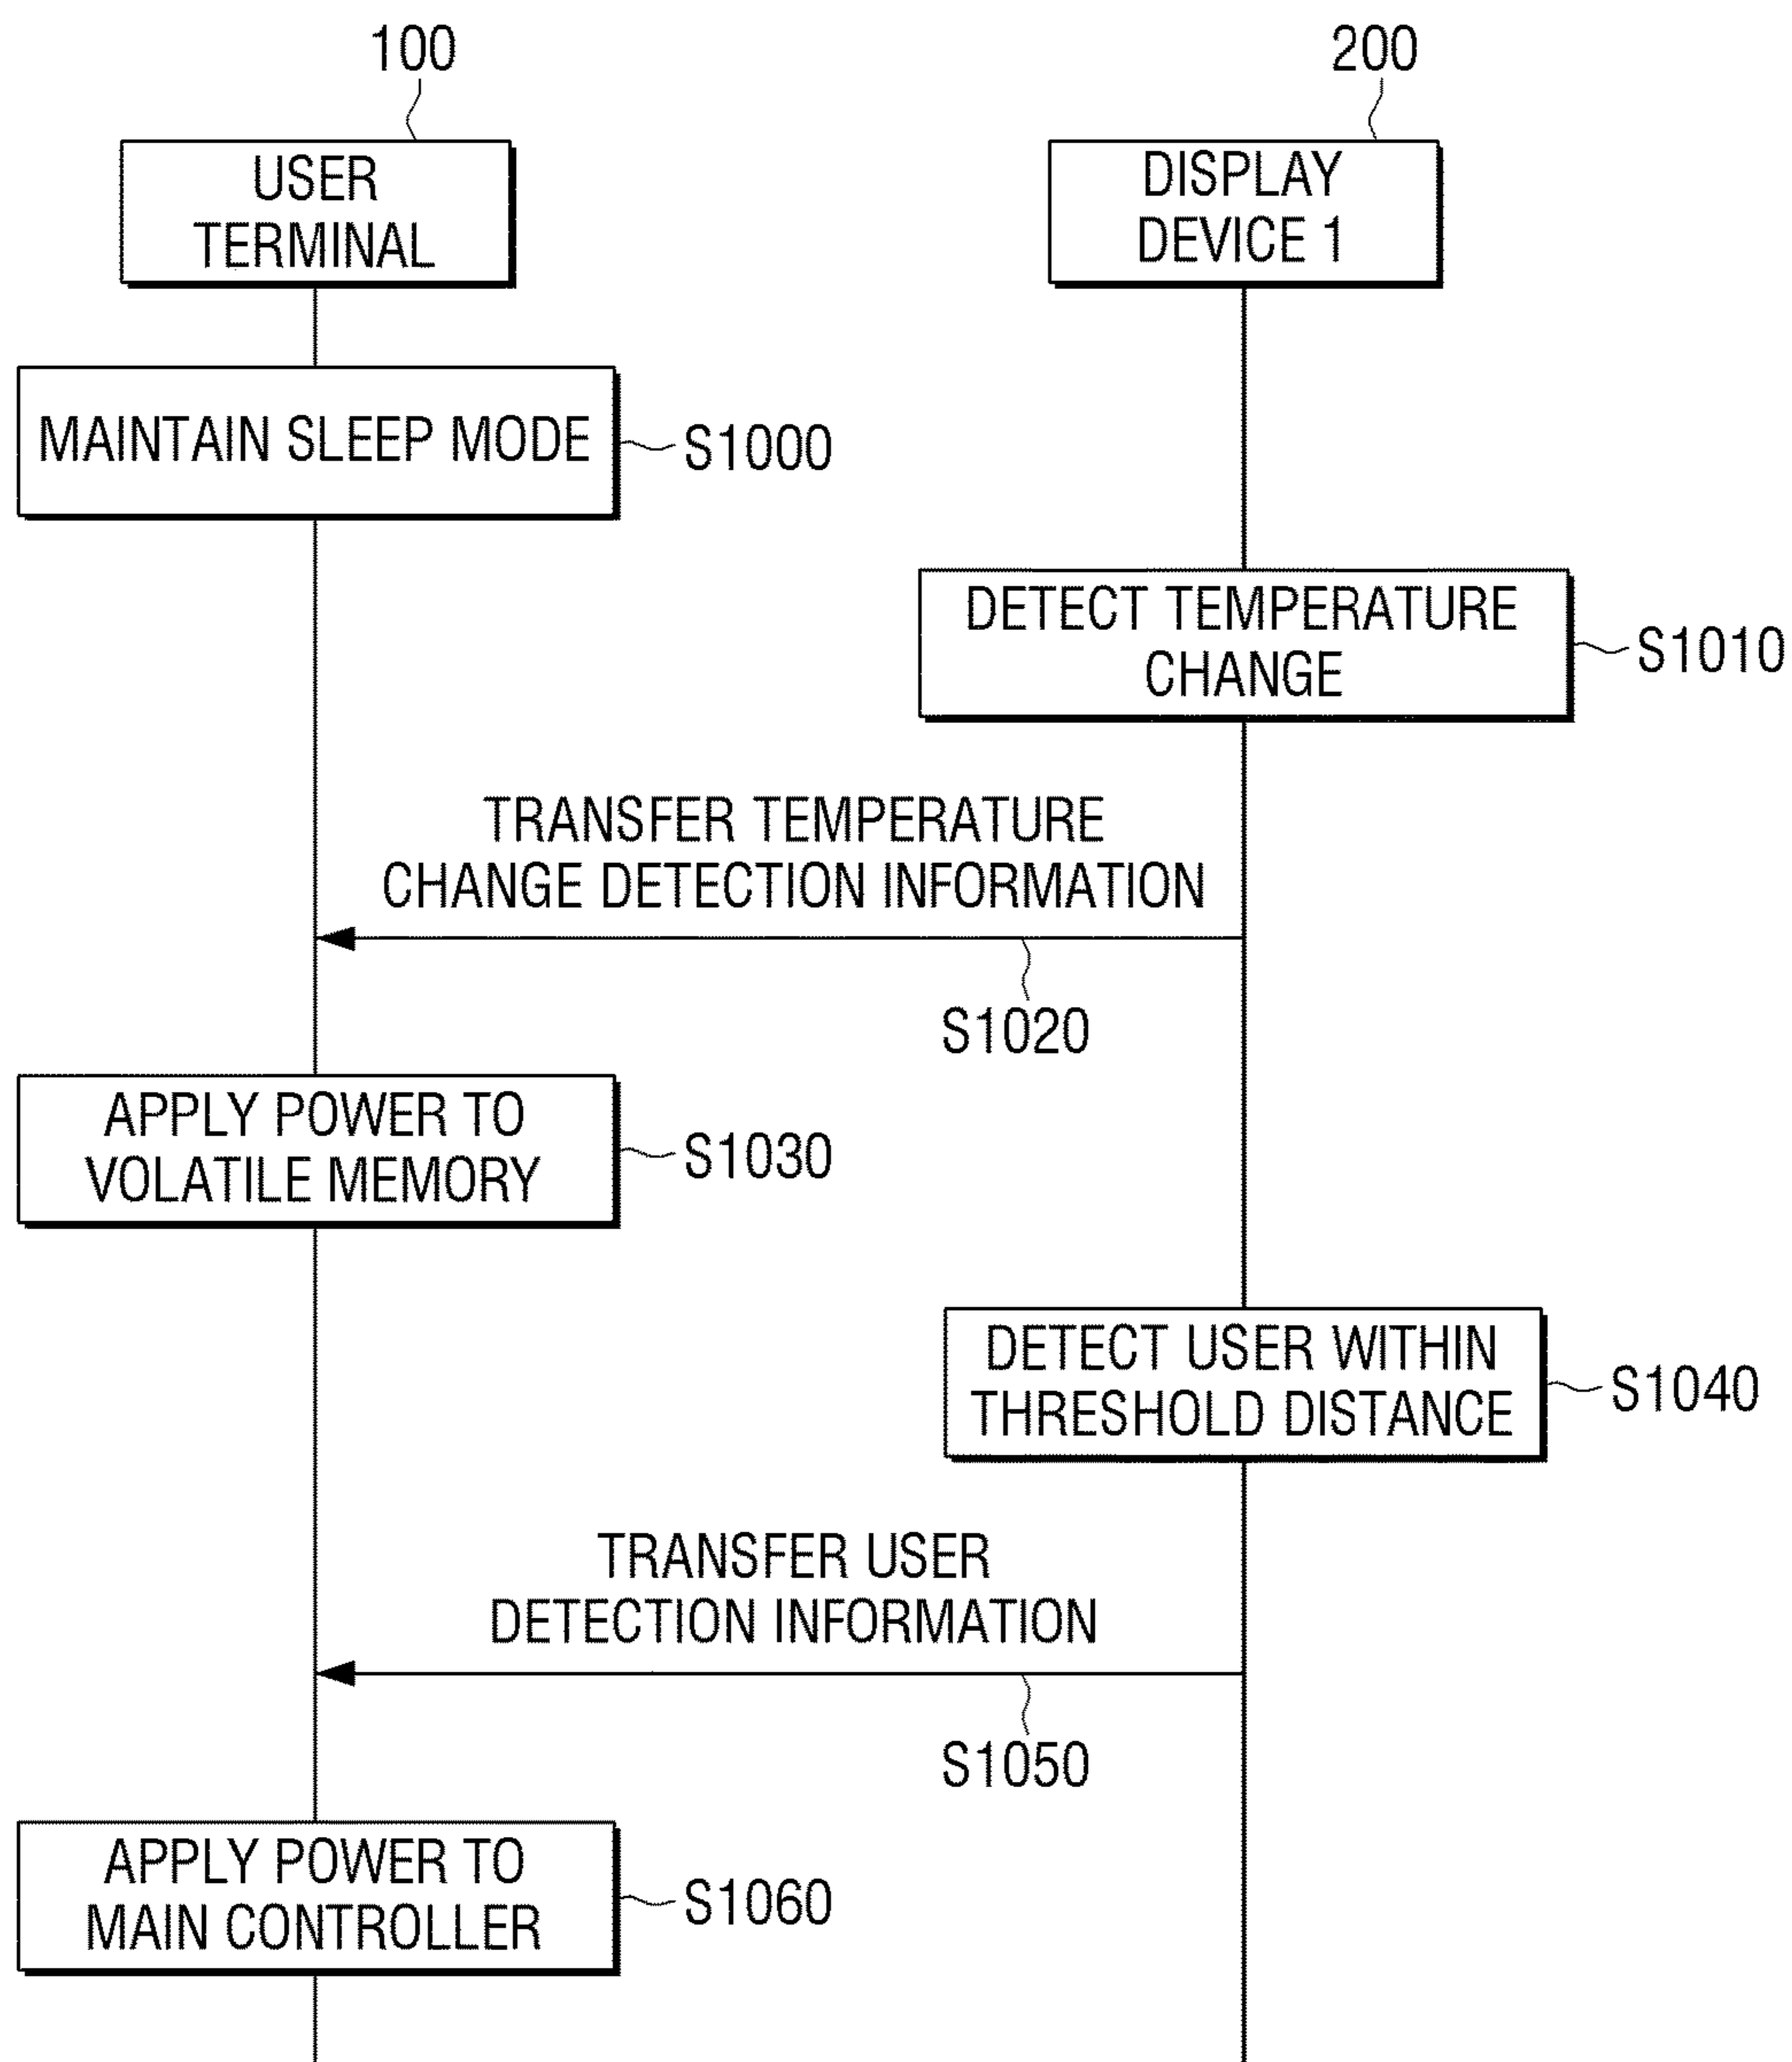 100
200
USER
TERMINAL
DISPLAY
DEVICE 1
MAINTAIN SLEEP MODE
S1000
DETECT TEMPERATURE
CHANGE
S1010
TRANSFER TEMPERATURE
CHANGE DETECTION INFORMATION
S1020
APPLY POWER TO
VOLATILE MEMORY
S1030
DETECT USER WITHIN
THRESHOLD DISTANCE
S1040
TRANSFER USER
DETECTION INFORMATION
S1050
APPLY POWER TO
MAIN CONTROLLER
S1060